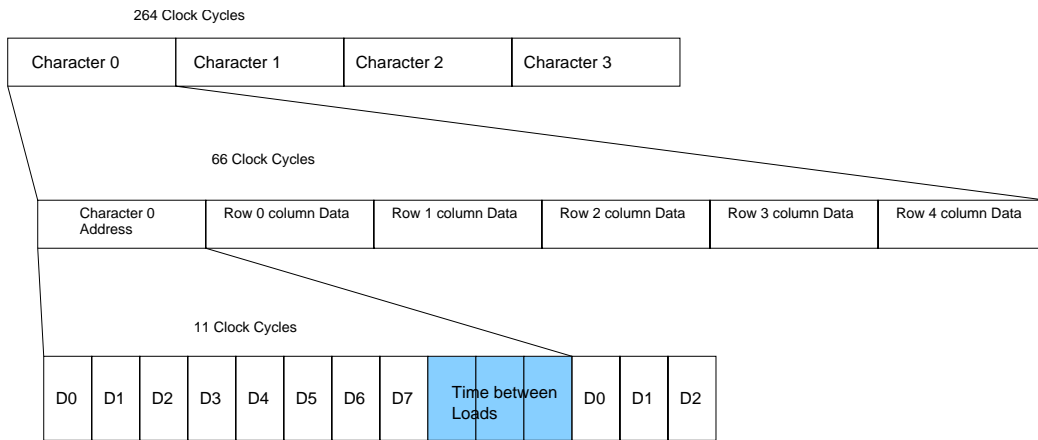 264 Clock Cycles
Character 0 Character 1 Character 2 Character 3
66 Clock Cycles
Character 0
Address
Row 0 column Data Row 1 column Data Row 2 column Data Row 3 column Data Row 4 column Data
11 Clock Cycles
D0 D1 D2 D3 D4 D5 D6 D7
Time between
Loads
D0 D1 D2